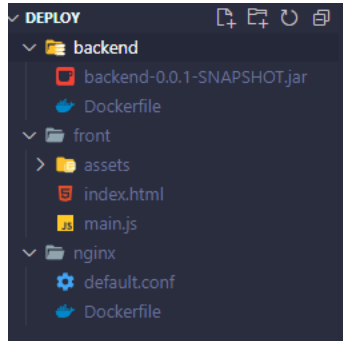 DEPLOY
backend
backend-0.0.1-SNAPSHOT.jar
Dockerfile
front
assets
index.html
main.js
nginx
default.conf
Dockerfile